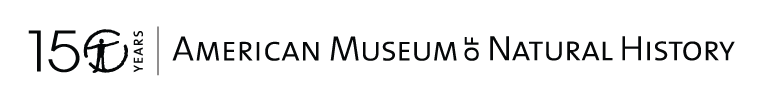 150 YEARS
AMERICAN MUSEUM OF NATURAL HISTORY